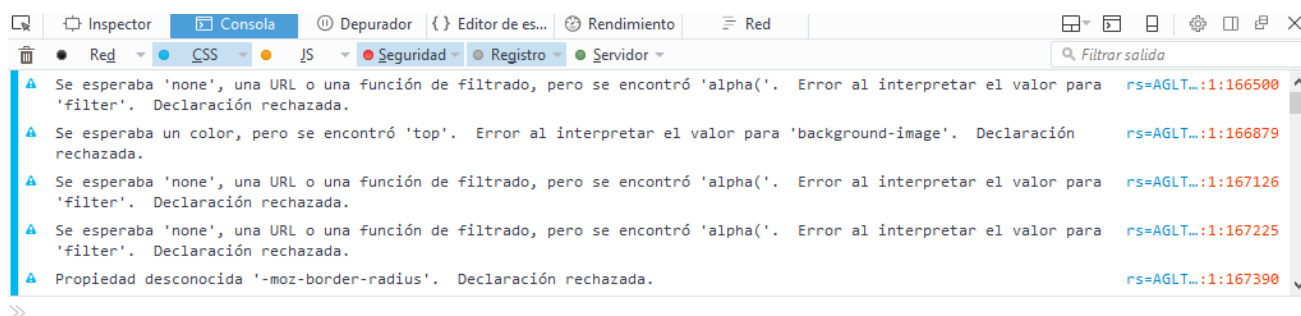 Inspector Consola Depurador { } Editor de es... Rendimiento Red
Red CSS JS Seguridad Registro Servidor Filtrar salida
Se esperaba 'none', una URL o una función de filtrado, pero se encontró 'alpha('. Error al interpretar el valor para rs=AGLT…:1:166500
'filter'. Declaración rechazada.
Se esperaba un color, pero se encontró 'top'. Error al interpretar el valor para 'background-image'. Declaración rs=AGLT…:1:166879
rechazada.
Se esperaba 'none', una URL o una función de filtrado, pero se encontró 'alpha('. Error al interpretar el valor para rs=AGLT…:1:167126
'filter'. Declaración rechazada.
Se esperaba 'none', una URL o una función de filtrado, pero se encontró 'alpha('. Error al interpretar el valor para rs=AGLT…:1:167225
'filter'. Declaración rechazada.
Propiedad desconocida '-moz-border-radius'. Declaración rechazada. rs=AGLT…:1:167390